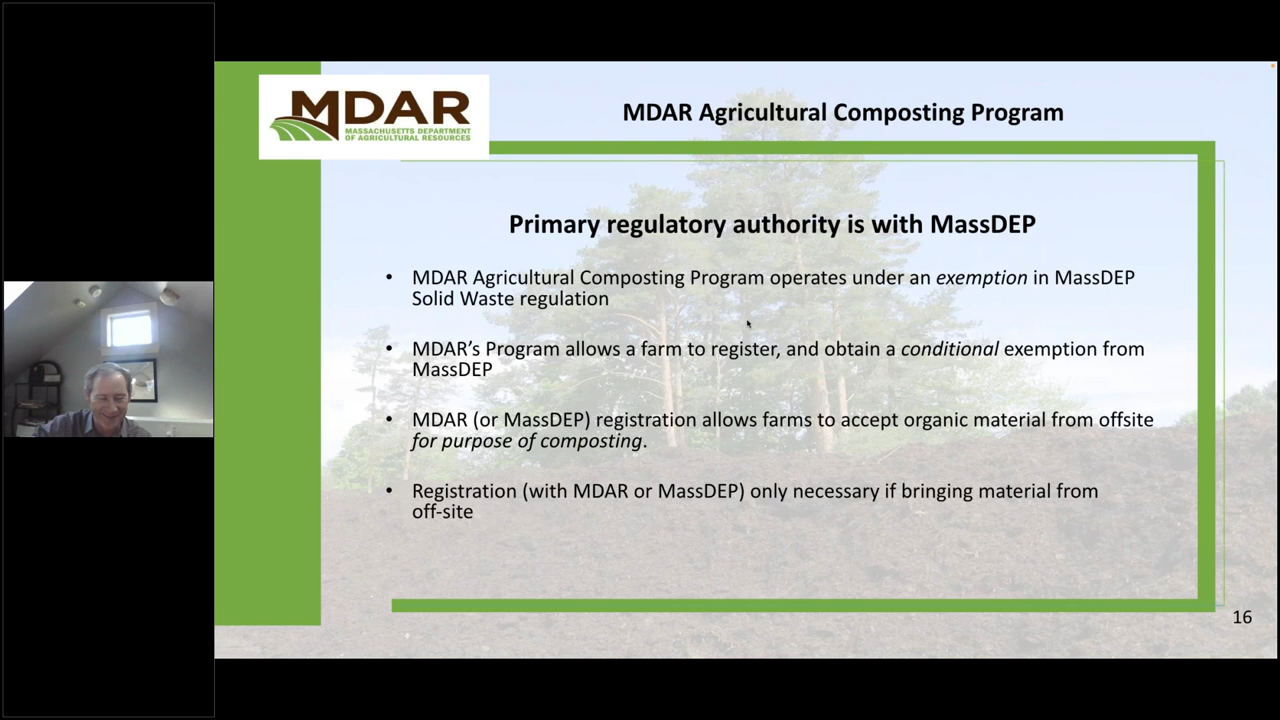 MDAR
MASSACHUSETTS DEPARTMENT
OF AGRICULTURAL RESOURCES
MDAR Agricultural Composting Program
Primary regulatory authority is with MassDEP
• MDAR Agricultural Composting Program operates under an exemption in MassDEP
Solid Waste regulation
• MDAR’s Program allows a farm to register, and obtain a conditional exemption from
MassDEP
• MDAR (or MassDEP) registration allows farms to accept organic material from offsite
for purpose of composting.
• Registration (with MDAR or MassDEP) only necessary if bringing material from
off-site
16